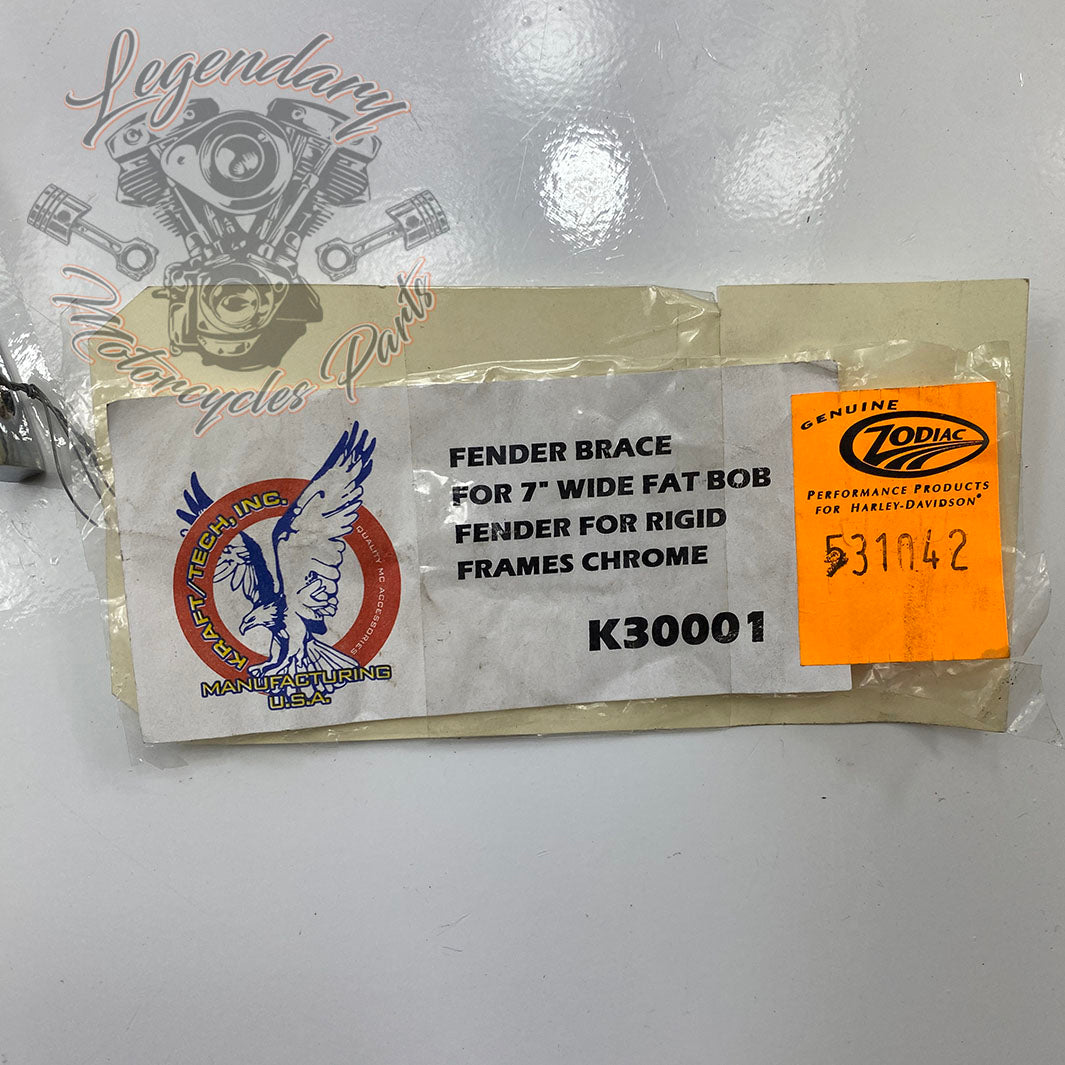 Legendary
Motorcycles Parts
KRAFT/TECH, INC.
QUALITY MC ACCESSORIES
MANUFACTURING
U.S.A.
FENDER BRACE
FOR 7" WIDE FAT BOB
FENDER FOR RIGID
FRAMES CHROME
K30001
GENUINE
ZODIAC
PERFORMANCE PRODUCTS
FOR HARLEY-DAVIDSON®
531042